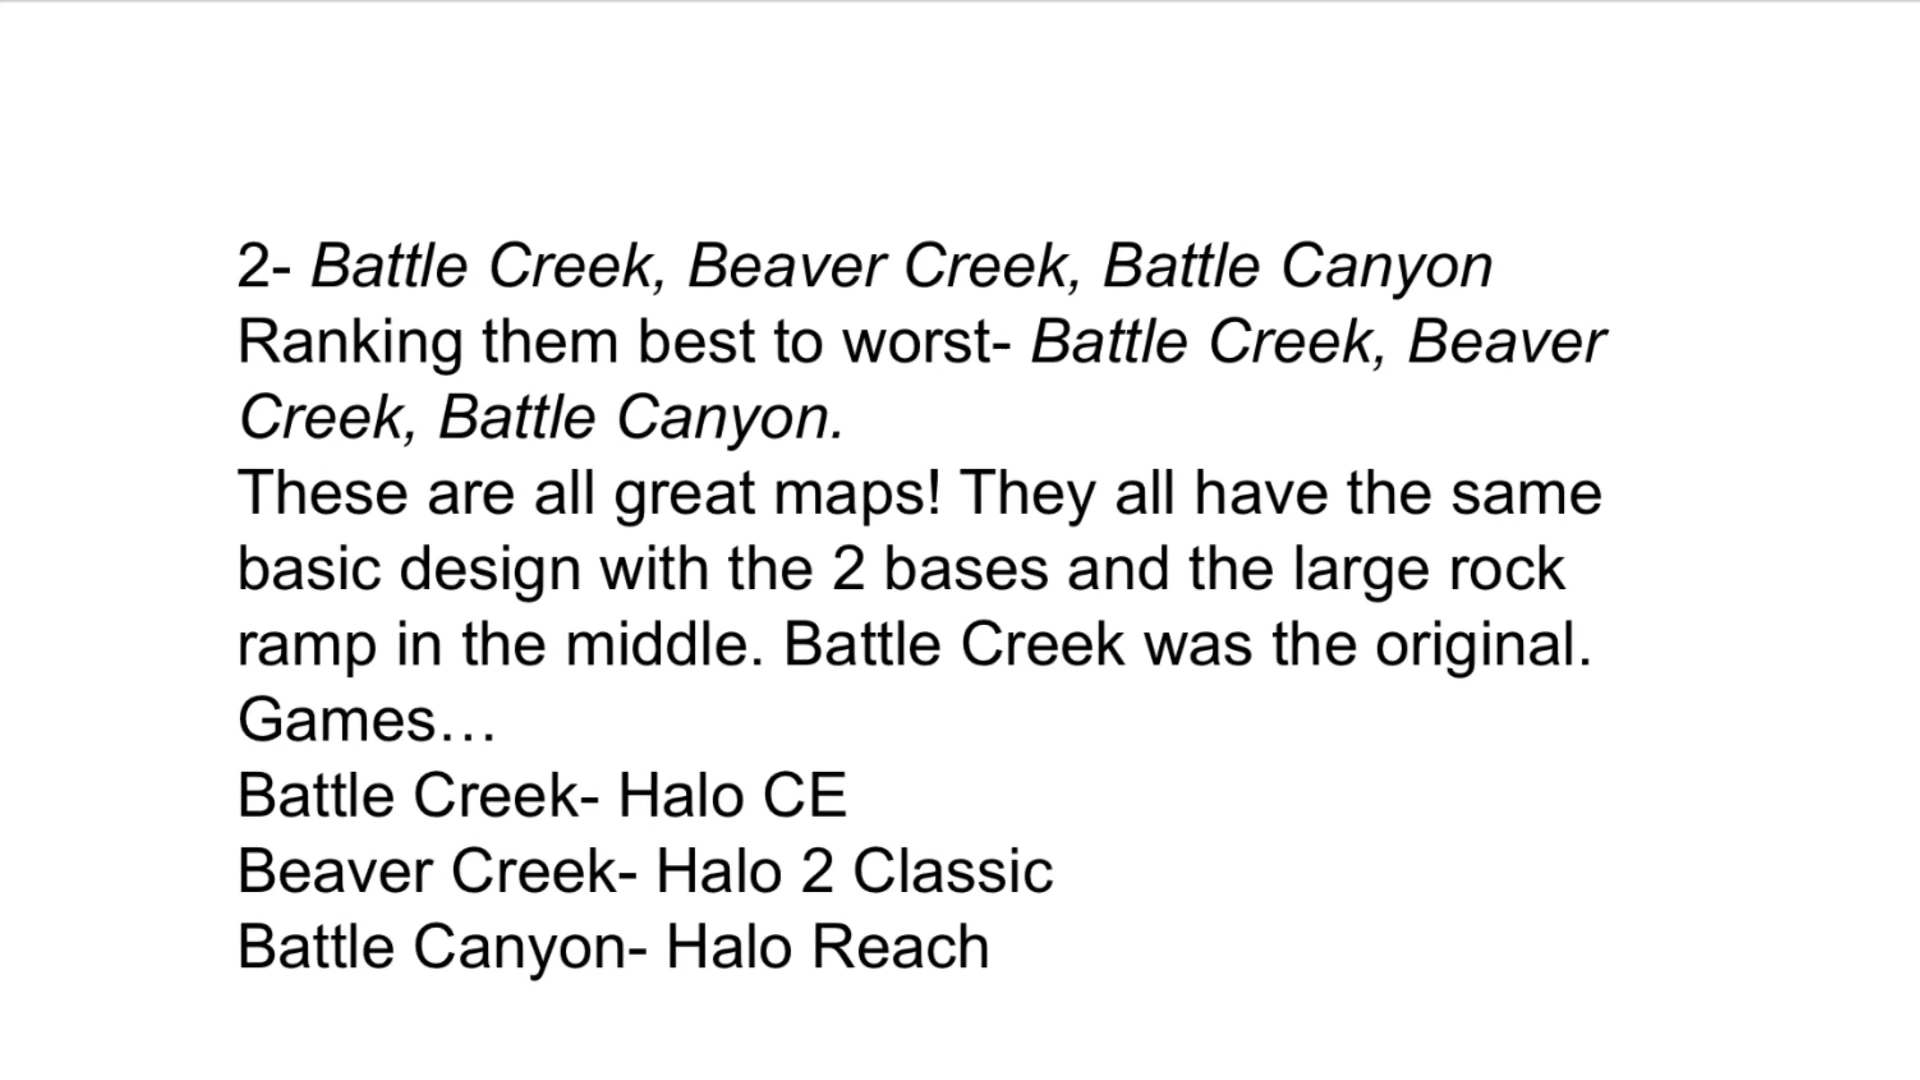 2- Battle Creek, Beaver Creek, Battle Canyon
Ranking them best to worst- Battle Creek, Beaver
Creek, Battle Canyon.
These are all great maps! They all have the same
basic design with the 2 bases and the large rock
ramp in the middle. Battle Creek was the original.
Games…
Battle Creek- Halo CE
Beaver Creek- Halo 2 Classic
Battle Canyon- Halo Reach